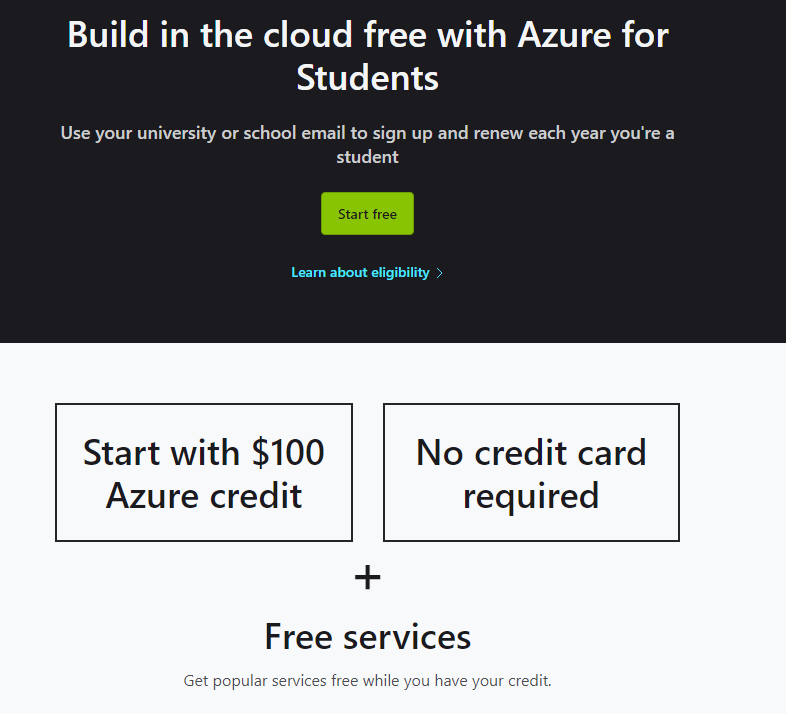 Build in the cloud free with Azure for
Students
Use your university or school email to sign up and renew each year you're a
student
Start free
Learn about eligibility
Start with $100
Azure credit
No credit card
required
+
Free services
Get popular services free while you have your credit.